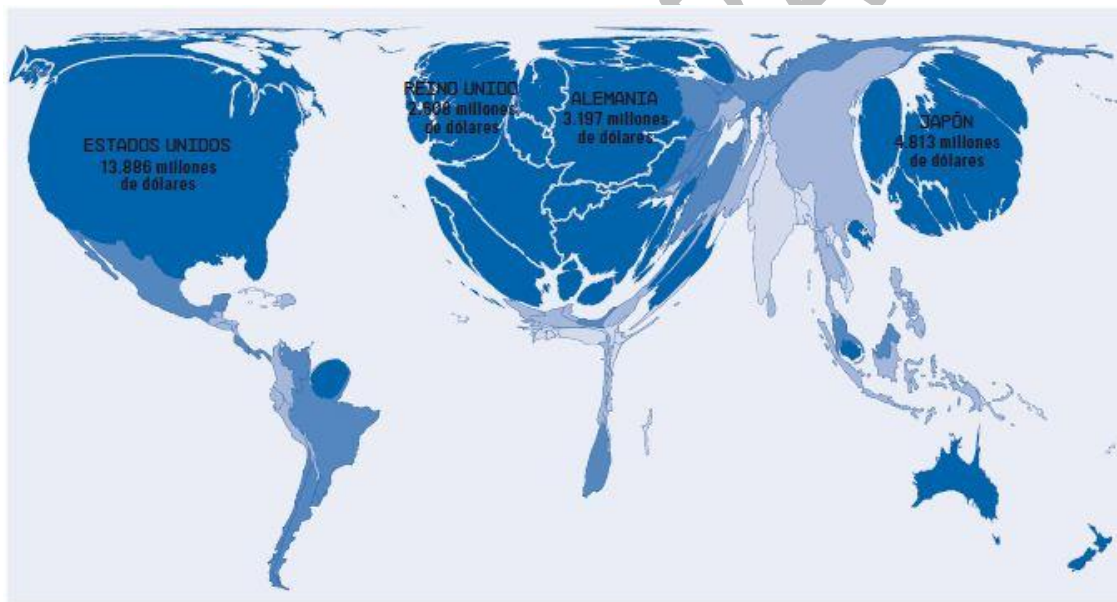 ESTADOS UNIDOS
13.886 millones
de dólares
REINO UNIDO
2.608 millones
de dólares
ALEMANIA
3.197 millones
de dólares
JAPÓN
4.813 millones
de dólares